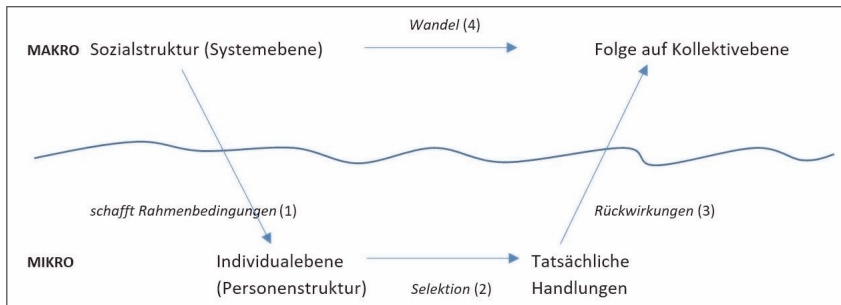 Wandel (4)
MAKRO Sozialstruktur (Systemebene) Folge auf Kollektivebene
schafft Rahmenbedingungen (1) Rückwirkungen (3)
MIKRO Individualebene Tatsächliche
(Personenstruktur) Selektion (2) Handlungen